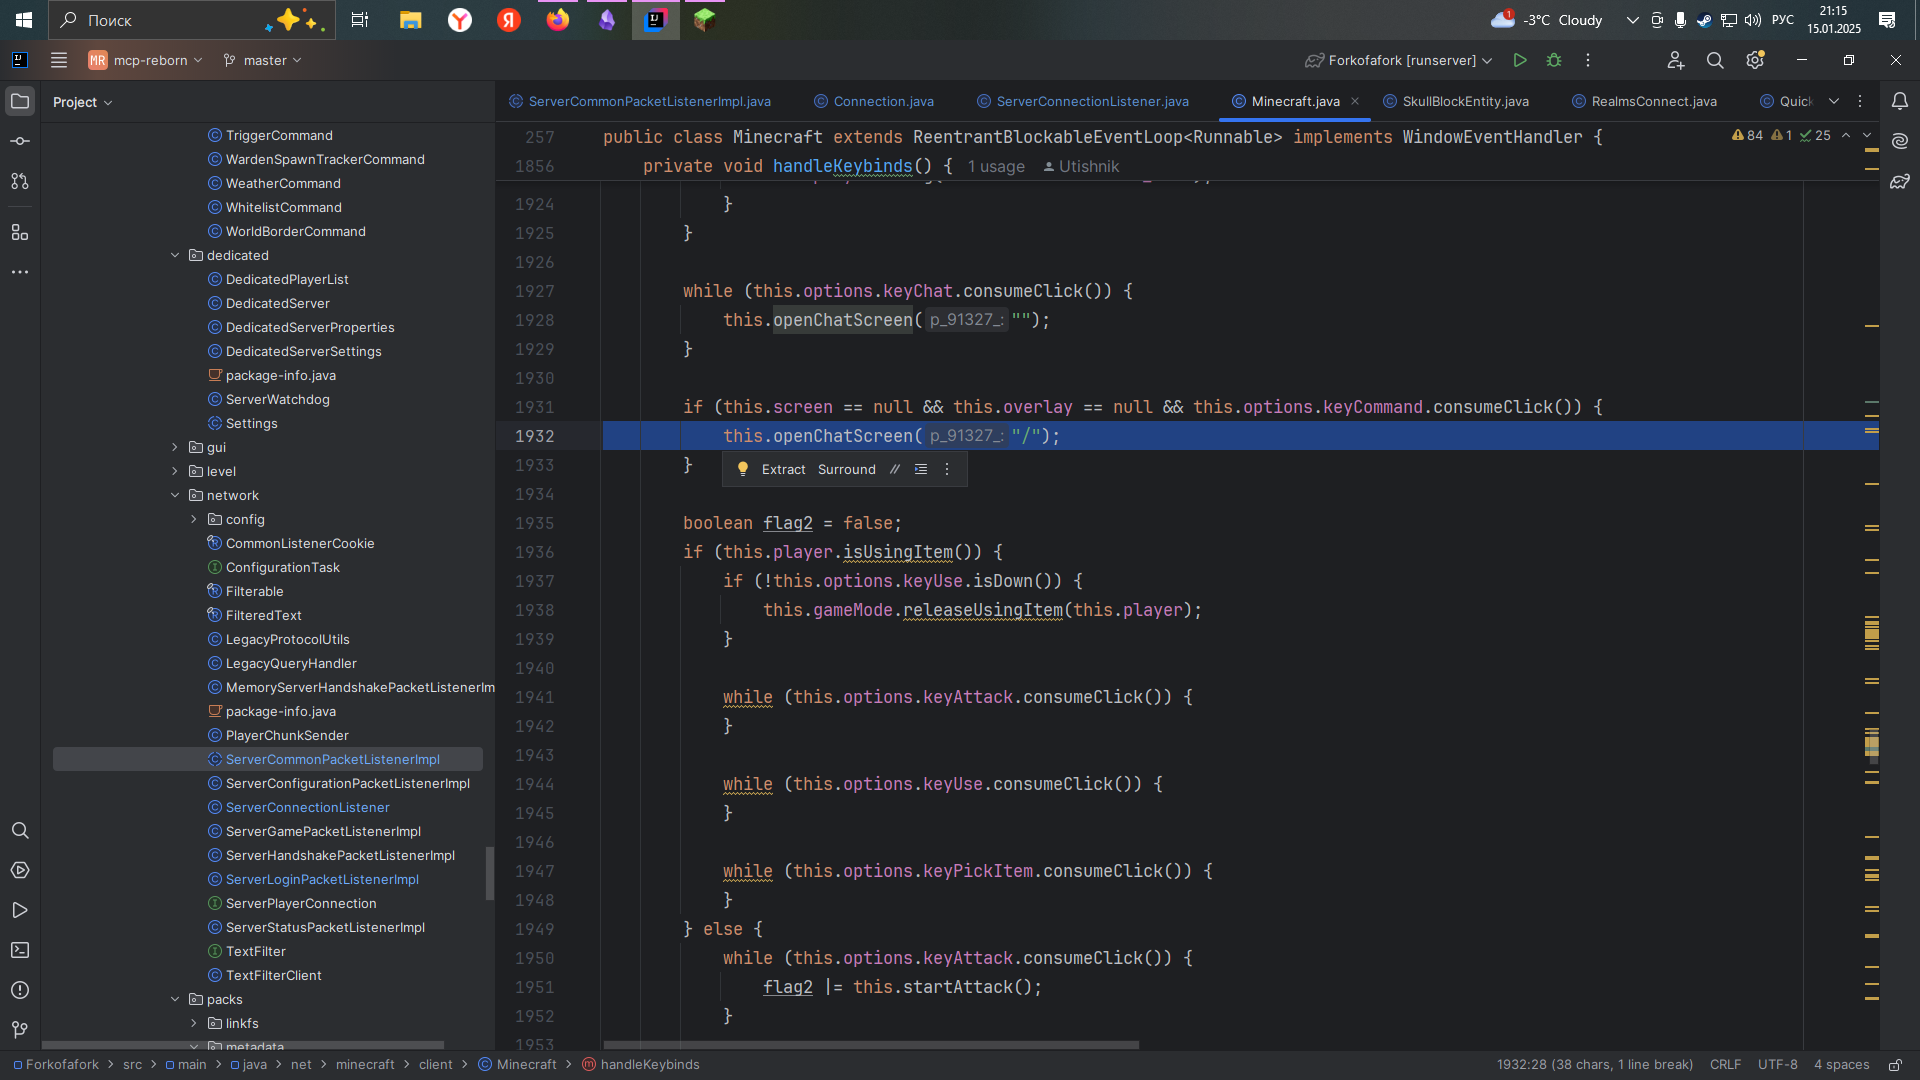 Поиск
-3°C Cloudy
1
РУС
21:15
15.01.2025
MR mcp-reborn
master
Forkofafork [runserver]
Project
TriggerCommand
WardenSpawnTrackerCommand
WeatherCommand
WhitelistCommand
WorldBorderCommand
dedicated
DedicatedPlayerList
DedicatedServer
DedicatedServerProperties
DedicatedServerSettings
package-info.java
ServerWatchdog
Settings
gui
level
network
config
CommonListenerCookie
ConfigurationTask
Filterable
FilteredText
LegacyProtocolUtils
LegacyQueryHandler
MemoryServerHandshakePacketListenerIm
package-info.java
PlayerChunkSender
ServerCommonPacketListenerImpl
ServerConfigurationPacketListenerImpl
ServerConnectionListener
ServerGamePacketListenerImpl
ServerHandshakePacketListenerImpl
ServerLoginPacketListenerImpl
ServerPlayerConnection
ServerStatusPacketListenerImpl
TextFilter
TextFilterClient
packs
linkfs
metadata
ServerCommonPacketListenerImpl.java
Connection.java
ServerConnectionListener.java
Minecraft.java
SkullBlockEntity.java
RealmsConnect.java
Quick
84 1 25
257 public class Minecraft extends ReentrantBlockableEventLoop<Runnable> implements WindowEventHandler {
1856 private void handleKeybinds() { 1 usage Utishnik
1924 }
1925 }
1926
1927 while (this.options.keyChat.consumeClick()) {
1928 this.openChatScreen( p_91327_: "");
1929 }
1930
1931 if (this.screen == null && this.overlay == null && this.options.keyCommand.consumeClick()) {
1932 this.openChatScreen( p_91327_: "/");
1933 }
Extract Surround //
1934
1935 boolean flag2 = false;
1936 if (this.player.isUsingItem()) {
1937 if (!this.options.keyUse.isDown()) {
1938 this.gameMode.releaseUsingItem(this.player);
1939 }
1940
1941 while (this.options.keyAttack.consumeClick()) {
1942 }
1943
1944 while (this.options.keyUse.consumeClick()) {
1945 }
1946
1947 while (this.options.keyPickItem.consumeClick()) {
1948 }
1949 } else {
1950 while (this.options.keyAttack.consumeClick()) {
1951 flag2 |= this.startAttack();
1952 }
1953
Forkofafork > src > main > java > net > minecraft > client > Minecraft > handleKeybinds
1932:28 (38 chars, 1 line break) CRLF UTF-8 4 spaces